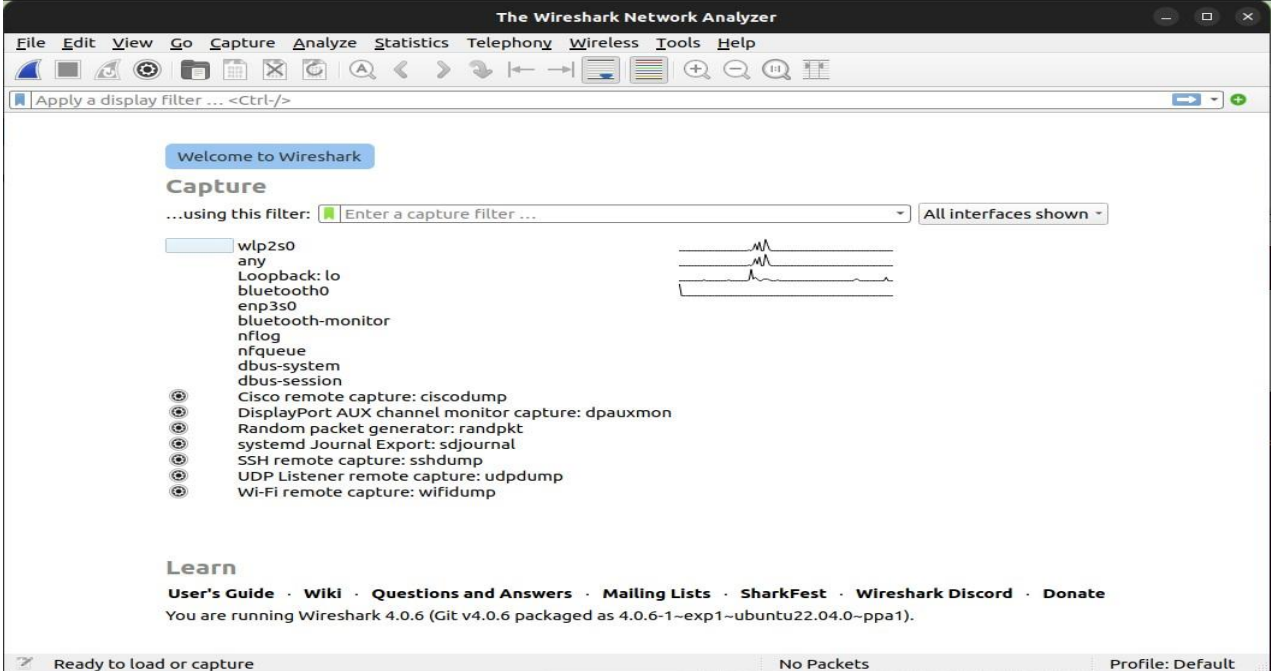 The Wireshark Network Analyzer
File Edit View Go Capture Analyze Statistics Telephony Wireless Tools Help
Apply a display filter … <Ctrl-/>
Welcome to Wireshark
Capture
…using this filter: Enter a capture filter … All interfaces shown
wlp2s0
any
Loopback: lo
bluetooth0
enp3s0
bluetooth-monitor
nflog
nfqueue
dbus-system
dbus-session
Cisco remote capture: ciscodump
DisplayPort AUX channel monitor capture: dpauxmon
Random packet generator: randpkt
systemd Journal Export: sdjournal
SSH remote capture: sshdump
UDP Listener remote capture: udpdump
Wi-Fi remote capture: wifidump
Learn
User's Guide · Wiki · Questions and Answers · Mailing Lists · SharkFest · Wireshark Discord · Donate
You are running Wireshark 4.0.6 (Git v4.0.6 packaged as 4.0.6-1~exp1~ubuntu22.04.0~ppa1).
Ready to load or capture No Packets Profile: Default